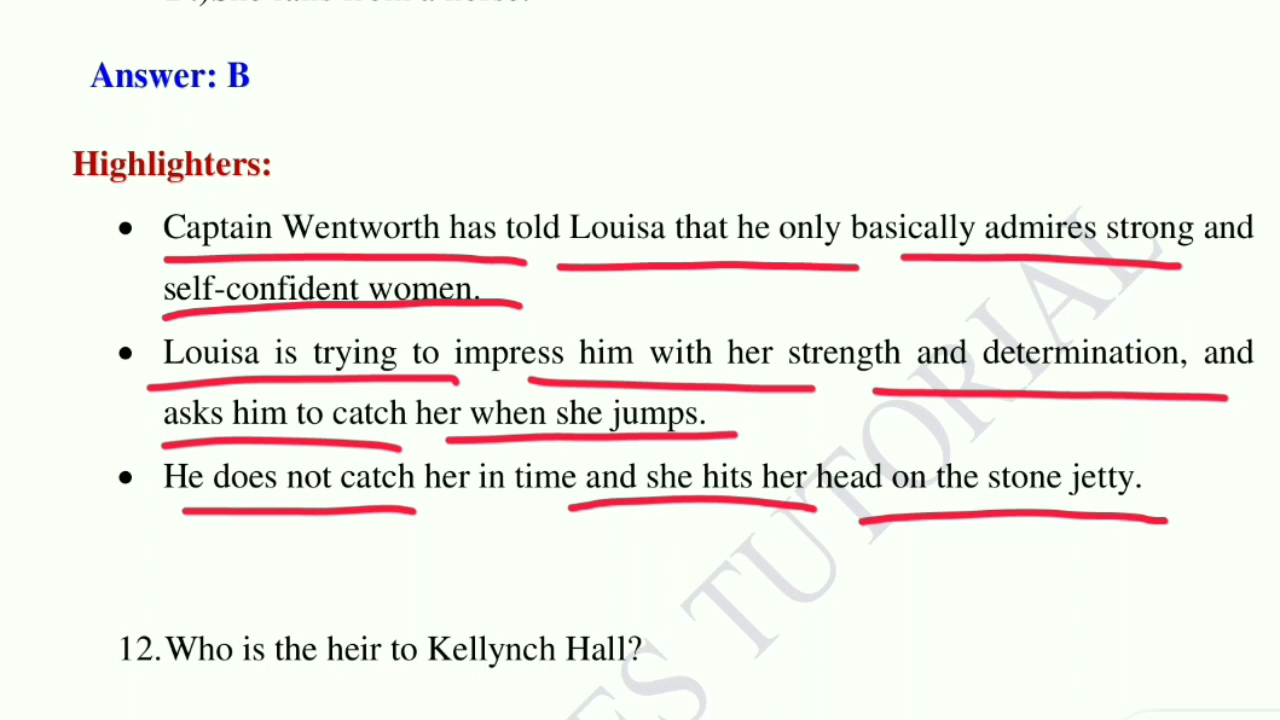 Answer: B
Highlighters:
• Captain Wentworth has told Louisa that he only basically admires strong and
self-confident women.
• Louisa is trying to impress him with her strength and determination, and
asks him to catch her when she jumps.
• He does not catch her in time and she hits her head on the stone jetty.
12. Who is the heir to Kellynch Hall?
TUTORIAL